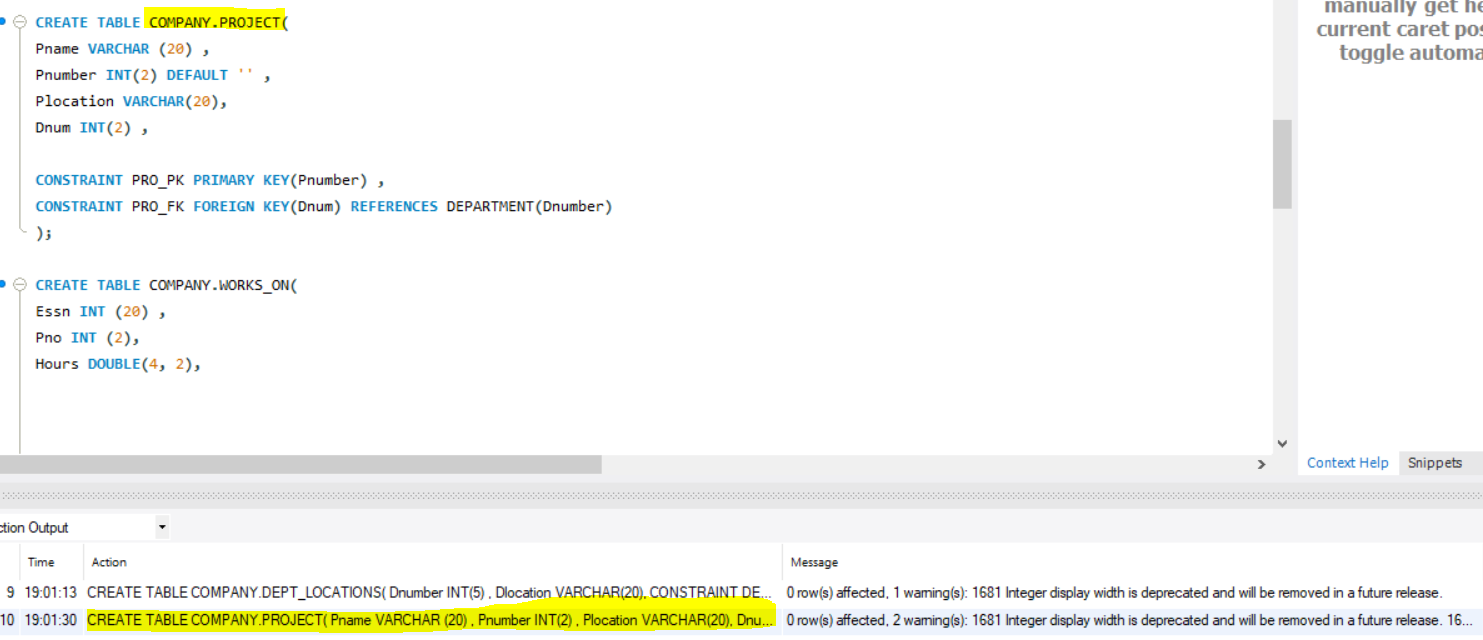 manually get he
CREATE TABLE COMPANY.PROJECT(
current caret pos
Pname VARCHAR (20) ,
toggle automa
Pnumber INT(2) DEFAULT '' ,
Plocation VARCHAR(20),
Dnum INT(2) ,
CONSTRAINT PRO_PK PRIMARY KEY(Pnumber) ,
CONSTRAINT PRO_FK FOREIGN KEY(Dnum) REFERENCES DEPARTMENT(Dnumber)
);
CREATE TABLE COMPANY.WORKS_ON(
Essn INT (20) ,
Pno INT (2),
Hours DOUBLE(4, 2),
Context Help Snippets
ction Output
Time Action Message
9 19:01:13 CREATE TABLE COMPANY.DEPT_LOCATIONS( Dnumber INT(5) , Dlocation VARCHAR(20), CONSTRAINT DE... 0 row(s) affected, 1 warning(s): 1681 Integer display width is deprecated and will be removed in a future release.
10 19:01:30 CREATE TABLE COMPANY.PROJECT( Pname VARCHAR (20) , Pnumber INT(2) , Plocation VARCHAR(20), Dnu... 0 row(s) affected, 2 warning(s): 1681 Integer display width is deprecated and will be removed in a future release. 16...